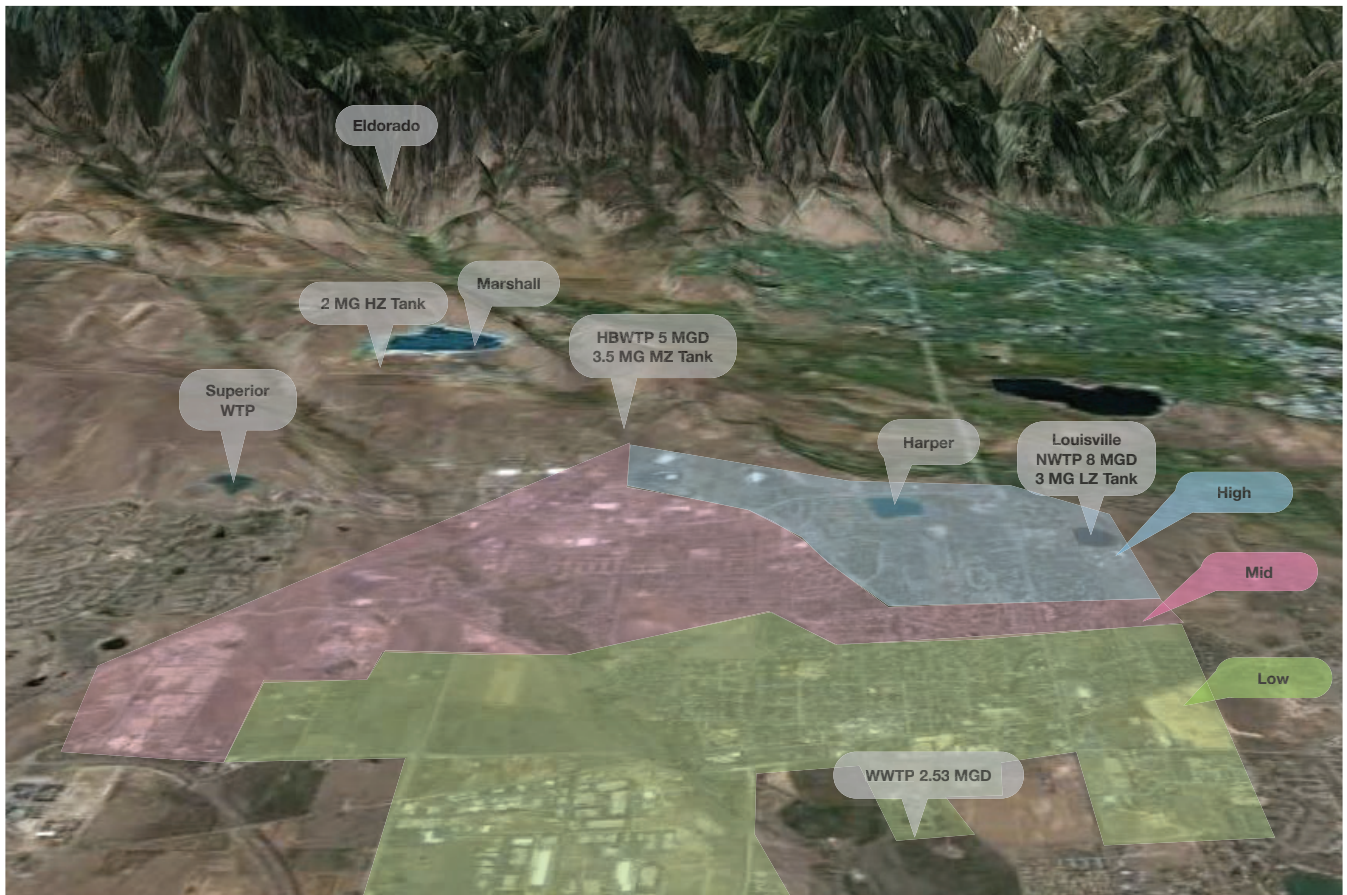 Eldorado
Marshall
2 MG HZ Tank
HBWTP 5 MGD
3.5 MG MZ Tank
Superior
WTP
Harper
Louisville
NWTP 8 MGD
3 MG LZ Tank
High
Mid
Low
WWTP 2.53 MGD